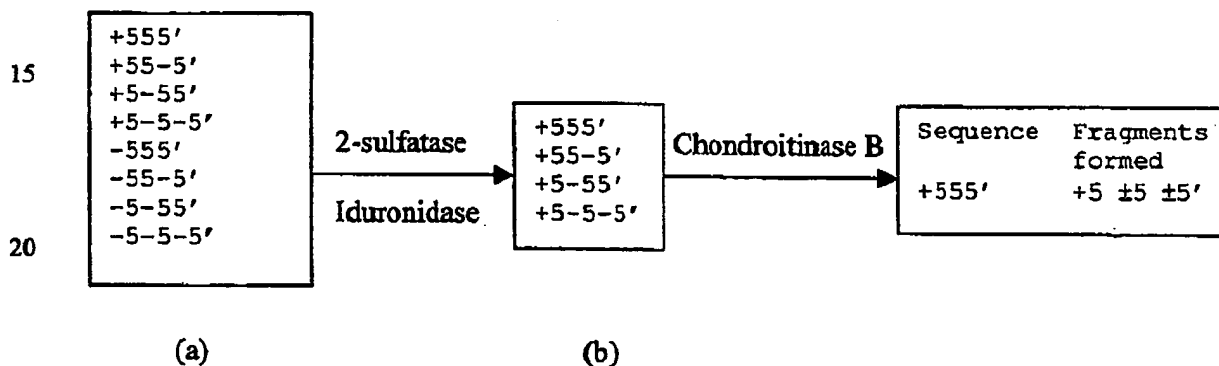 15
20
+555'
+55-5'
+5-55'
+5-5-5'
-555'
-55-5'
-5-55'
-5-5-5'
2-sulfatase
Iduronidase
+555'
+55-5'
+5-55'
+5-5-5'
Chondroitinase B
Sequence Fragments
formed
+555' +5 ±5 ±5'
(a) (b)